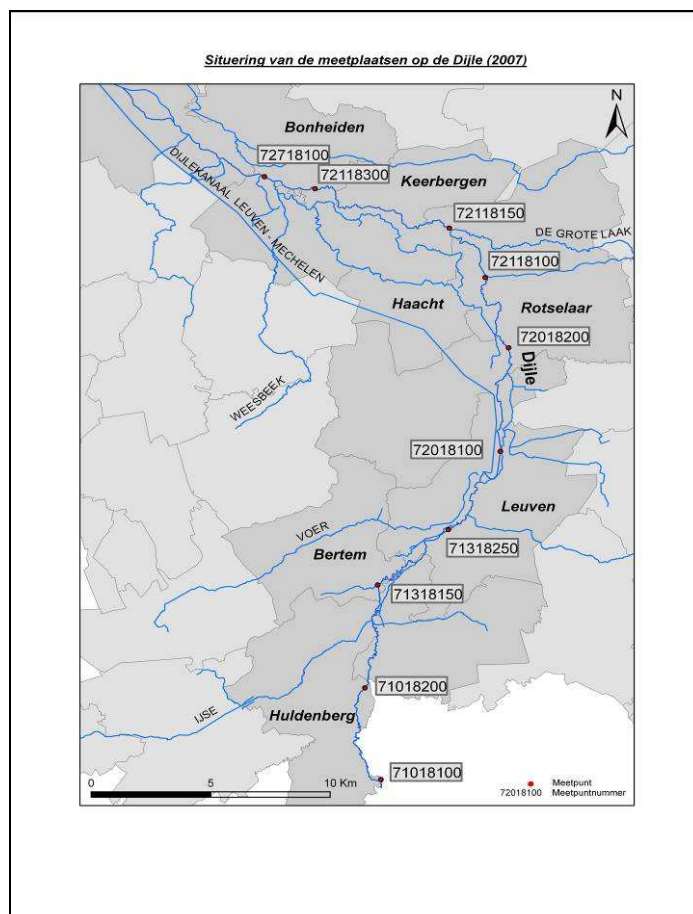 Situering van de meetplaatsen op de Dijle (2007)
N
Bonheiden
72718100
72118300
Keerbergen
DIJLEKANAAL LEUVEN - MECHELEN
72118150
DE GROTE LAAK
72118100
Haacht
Rotselaar
72018200
Dijle
WEESBEEK
72018100
Leuven
VOER
71318250
Bertem
71318150
71018200
Huldenberg
IJSE
71018100
0 5 10 Km
Meetpunt
72018100 Meetpuntnummer